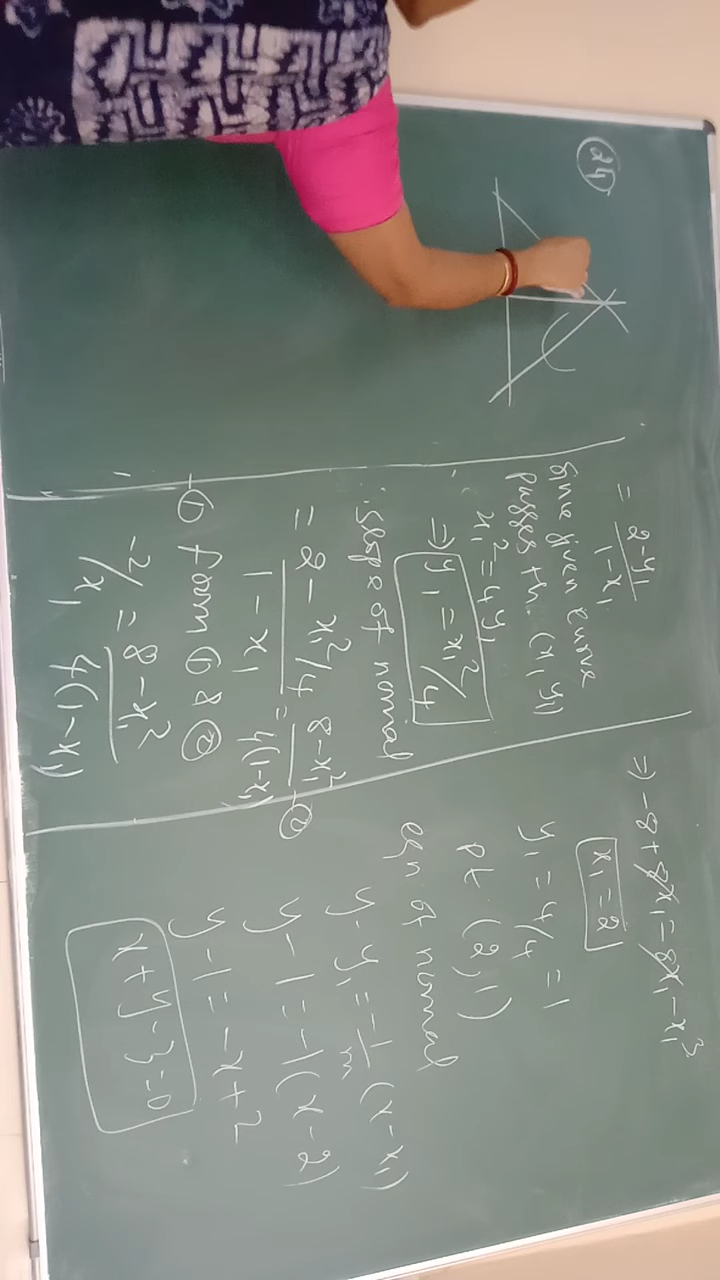 24
= 2-y₁/1-x₁
Since given curve
passes th. (x₁ y₁)
x₁² = 4y₁
⇒ y₁ = x₁²/4
∴ slope of normal
= 2 - x₁²/4 / 1 - x₁ = 8-x₁²/4(1-x₁) -②
from ① & ②
-2/x₁ = 8-x₁²/4(1-x₁)
⇒ -8+8x₁ = 8x₁ - x₁³
x₁ = 2
y₁ = 4/4 = 1
pt. (2,1)
eqn of normal
y - y₁ = -1/m (x-x₁)
y - 1 = -1(x-2)
y - 1 = -x+2
x+y-3=0